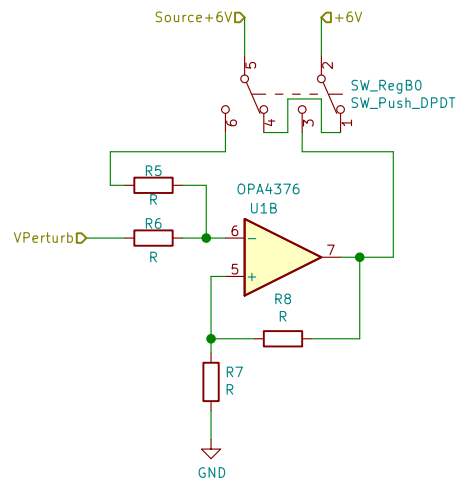 Source+6V
+6V
5
2
SW_RegB0
SW_Push_DPDT
6
4
3
1
R5
R
OPA4376
U1B
R6
R
VPerturb
6
−
7
5
+
R8
R
R7
R
GND